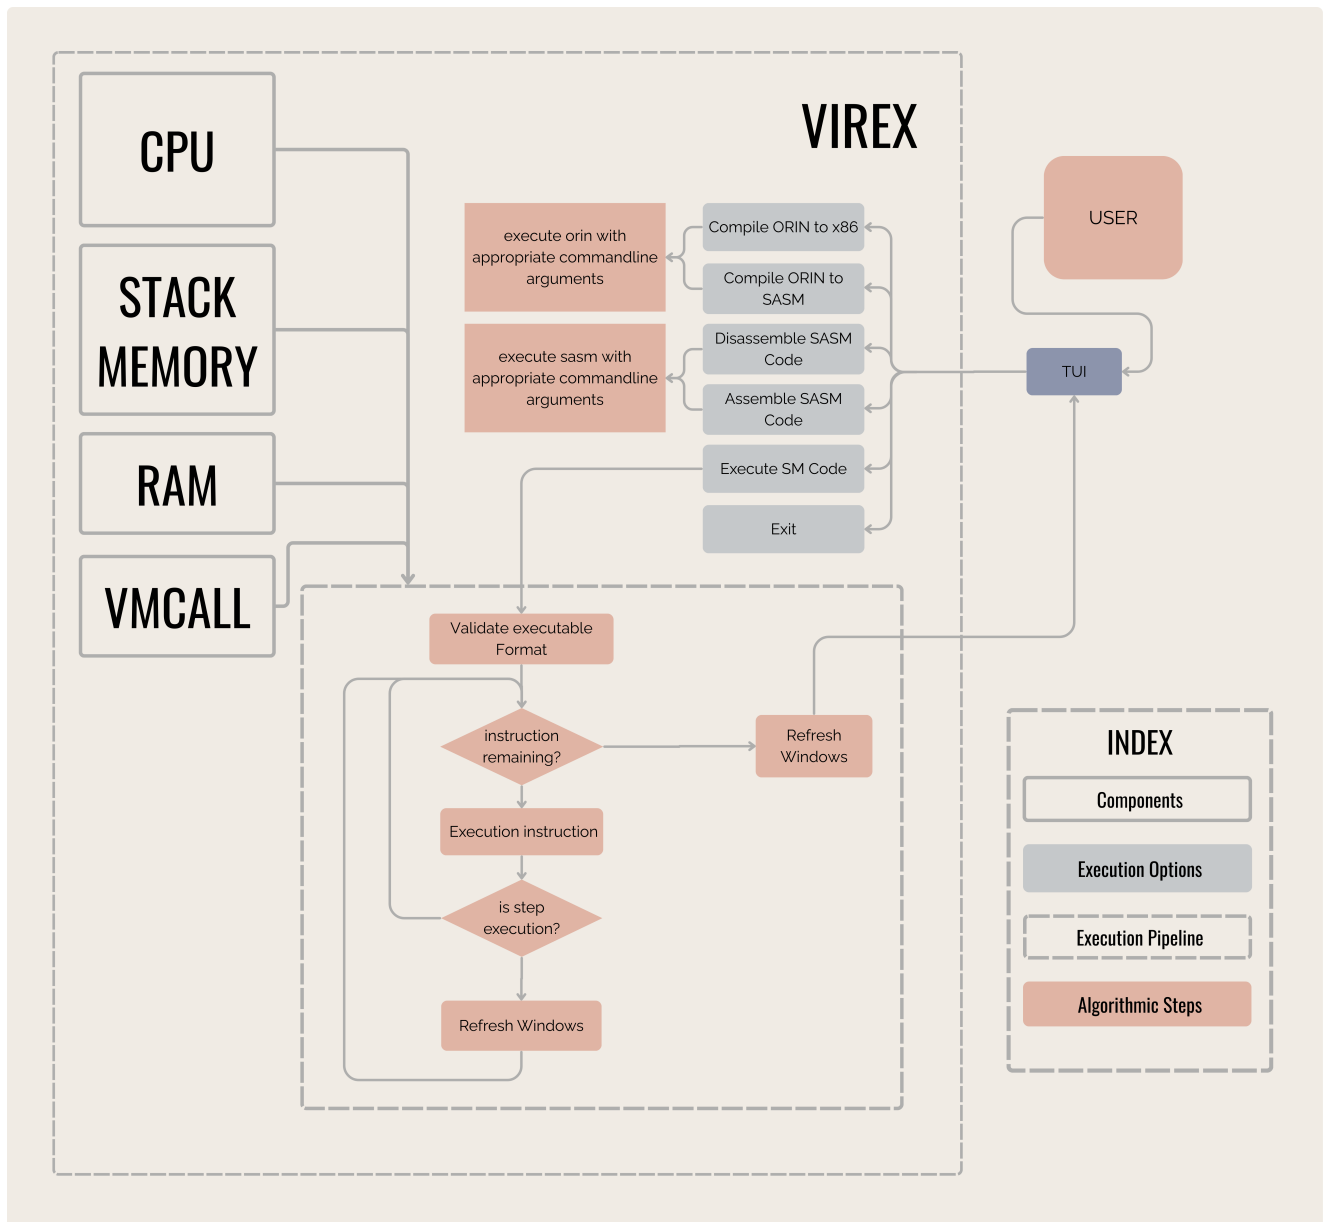 VIREX
CPU
STACK
MEMORY
RAM
VMCALL
USER
TUI
Compile ORIN to x86
Compile ORIN to
SASM
Disassemble SASM
Code
Assemble SASM
Code
Execute SM Code
Exit
execute orin with
appropriate commandline
arguments
execute sasm with
appropriate commandline
arguments
Validate executable
Format
instruction
remaining?
Refresh
Windows
Execution instruction
is step
execution?
Refresh Windows
INDEX
Components
Execution Options
Execution Pipeline
Algorithmic Steps